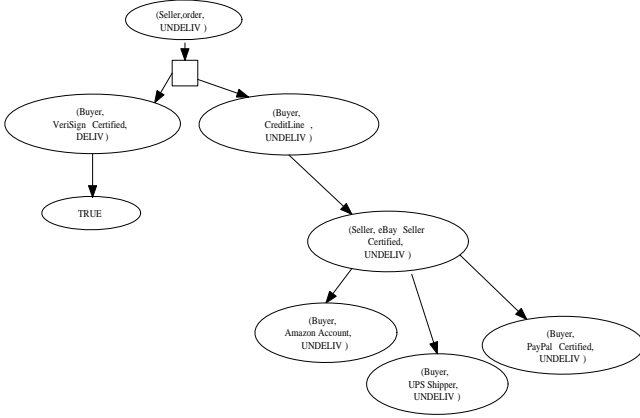 (Seller,order,
UNDELIV )
(Buyer,
VeriSign Certified,
DELIV )
(Buyer,
CreditLine ,
UNDELIV )
TRUE
(Seller, eBay Seller
Certified,
UNDELIV )
(Buyer,
Amazon Account,
UNDELIV )
(Buyer,
PayPal Certified,
UNDELIV )
(Buyer,
UPS Shipper,
UNDELIV )